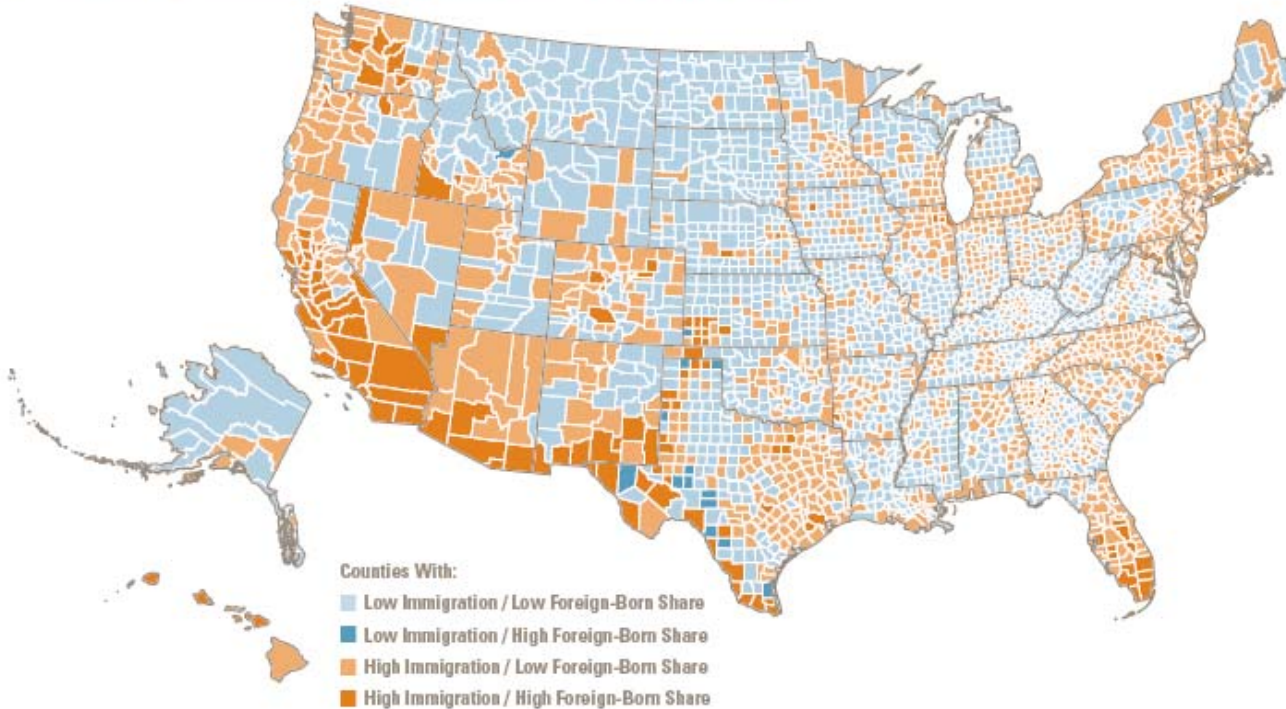 Counties With:
Low Immigration / Low Foreign-Born Share
Low Immigration / High Foreign-Born Share
High Immigration / Low Foreign-Born Share
High Immigration / High Foreign-Born Share